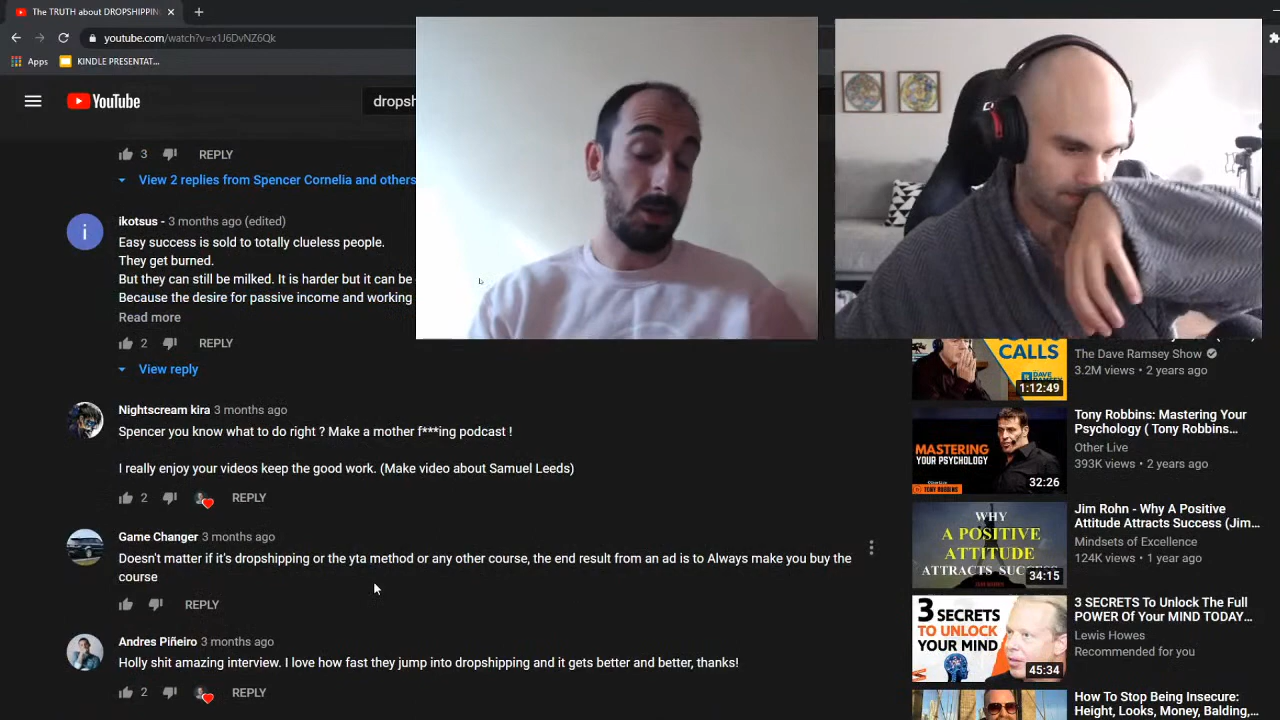 The TRUTH about DROPSHIPPING
youtube.com/watch?v=x1J6DvNZ6Qk
Apps
KINDLE PRESENTAT...
YouTube
dropsh
3
REPLY
View 2 replies from Spencer Cornelia and others
i
ikotsus - 3 months ago (edited)
Easy success is sold to totally clueless people.
They get burned.
But they can still be milked. It is harder but it can be
Because the desire for passive income and working
Read more
2
REPLY
View reply
Nightscream kira 3 months ago
Spencer you know what to do right ? Make a mother f***ing podcast !
I really enjoy your videos keep the good work. (Make video about Samuel Leeds)
2
REPLY
Game Changer 3 months ago
Doesn't matter if it's dropshipping or the yta method or any other course, the end result from an ad is to Always make you buy the
course
REPLY
Andres Piñeiro 3 months ago
Holly shit amazing interview. I love how fast they jump into dropshipping and it gets better and better, thanks!
2
REPLY
CALLS
DAVE
1:12:49
The Dave Ramsey Show
3.2M views • 2 years ago
MASTERING
YOUR PSYCHOLOGY
TONY ROBBINS
32:26
Tony Robbins: Mastering Your
Psychology ( Tony Robbins...
Other Live
393K views • 2 years ago
WHY
A POSITIVE
ATTITUDE
ATTRACTS SUCCESS
JIM ROHN
34:15
Jim Rohn - Why A Positive
Attitude Attracts Success (Jim...
Mindsets of Excellence
124K views • 1 year ago
3 SECRETS
TO UNLOCK
YOUR MIND
45:34
3 SECRETS To Unlock The Full
POWER Of Your MIND TODAY...
Lewis Howes
Recommended for you
How To Stop Being Insecure:
Height, Looks, Money, Balding,...